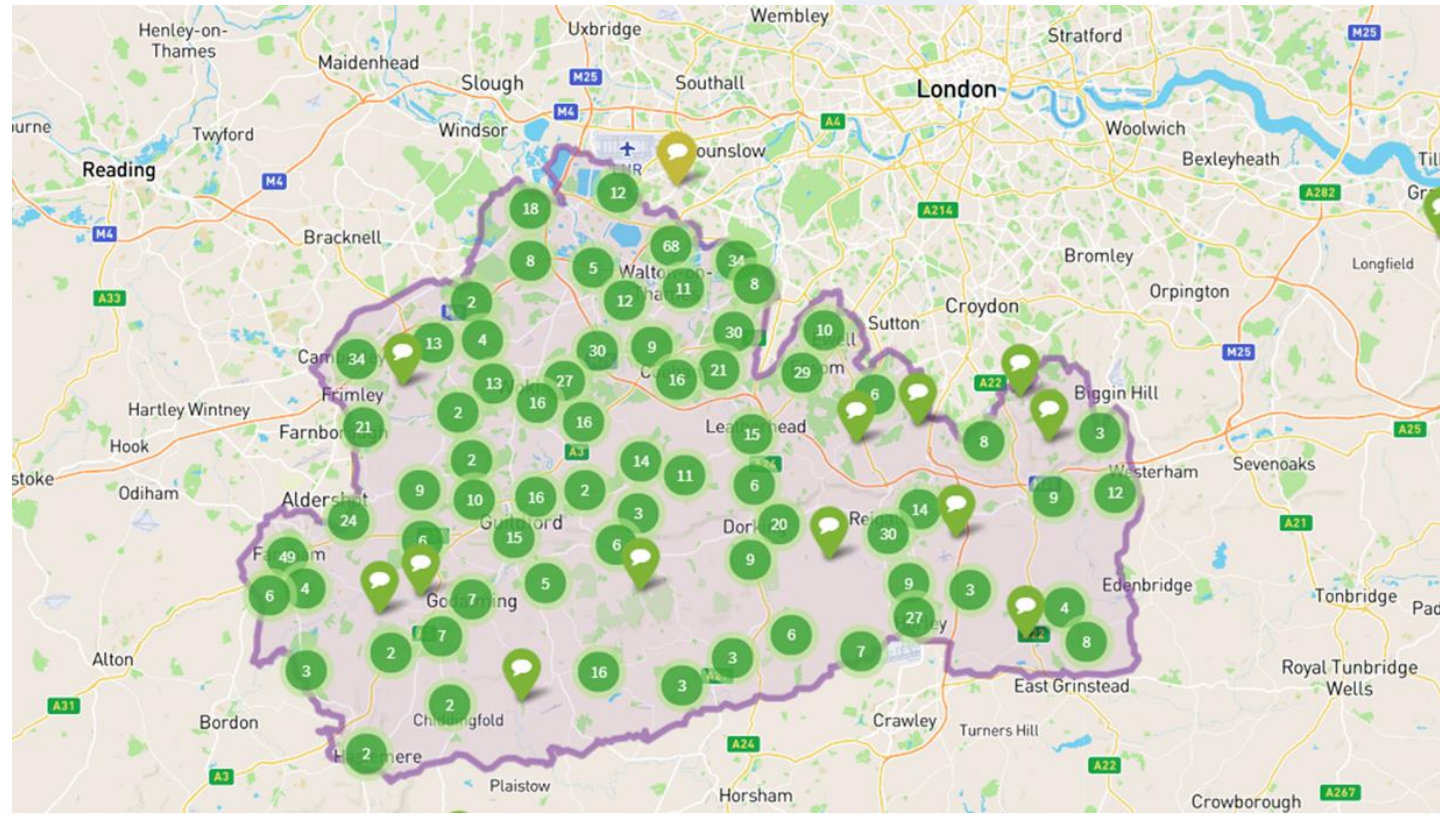 Wembley
Henley-on-
Thames
Uxbridge
Stratford
M25
Maidenhead
Slough
M25
Southall
London
M4
A4
Twyford
Windsor
Woolwich
Bexleyheath
Reading
M4
12
A282
18
A214
M4
Bracknell
68
34
Bromley
8
5
Walton-on-
Thames
11
8
Longfield
A33
2
12
Orpington
Croydon
4
13
30
10
Sutton
Ewell
34
30
9
M25
13
27
16
21
29
Frimley
16
6
A22
Biggin Hill
Hartley Wintney
2
16
21
15
Leatherhead
8
3
A25
Hook
A3
2
14
11
Westerham
Sevenoaks
Odiham
9
10
16
2
6
9
12
Aldershot
24
Guildford
3
20
14
30
A21
49
6
15
6
9
6
4
5
9
3
Edenbridge
Tonbridge
7
Godalming
27
4
7
6
8
Alton
2
3
7
3
16
3
East Grinstead
Royal Tunbridge
Wells
A31
2
Chiddingfold
Bordon
Crawley
Turners Hill
2
A24
A3
Plaistow
A22
Horsham
Crowborough
A267